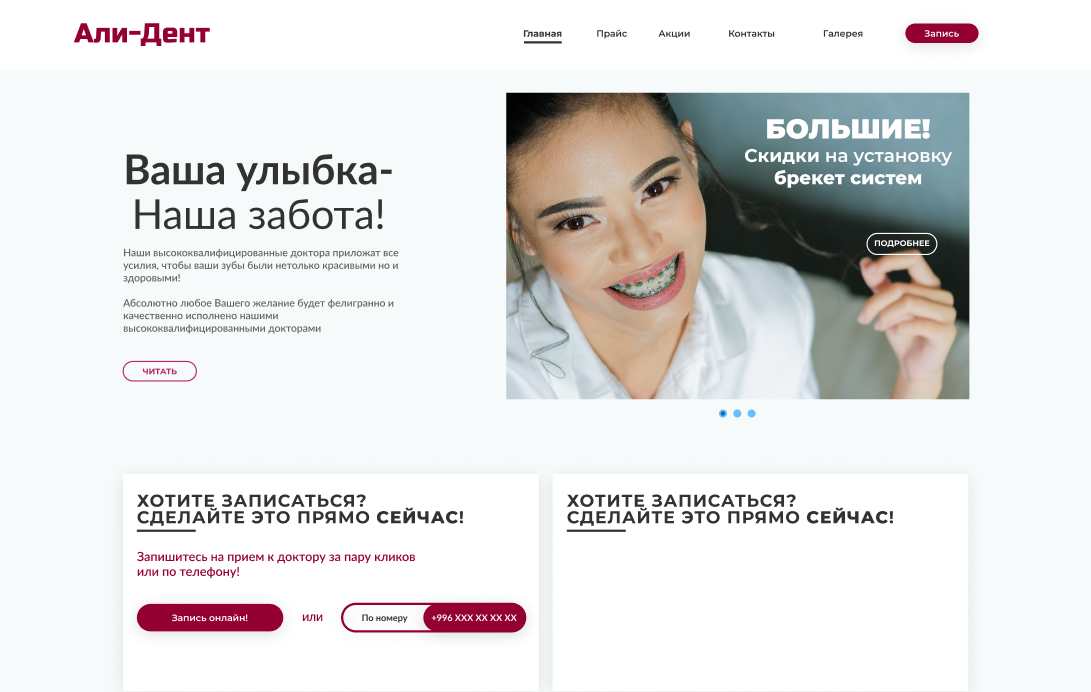 Али-Дент
Главная
Прайс
Акции
Контакты
Галерея
Запись
Ваша улыбка-
Наша забота!
Наши высококвалифицированные доктора приложат все
усилия, чтобы ваши зубы были нетолько красивыми но и
здоровыми!
Абсолютно любое Вашего желание будет фелигранно и
качественно исполнено нашими
высококвалифицированными докторами
ЧИТАТЬ
БОЛЬШИЕ!
Скидки на установку
брекет систем
ПОДРОБНЕЕ
ХОТИТЕ ЗАПИСАТЬСЯ?
СДЕЛАЙТЕ ЭТО ПРЯМО СЕЙЧАС!
Запишитесь на прием к доктору за пару кликов
или по телефону!
Запись онлайн!
ИЛИ
По номеру
+996 XXX XX XX XX
ХОТИТЕ ЗАПИСАТЬСЯ?
СДЕЛАЙТЕ ЭТО ПРЯМО СЕЙЧАС!